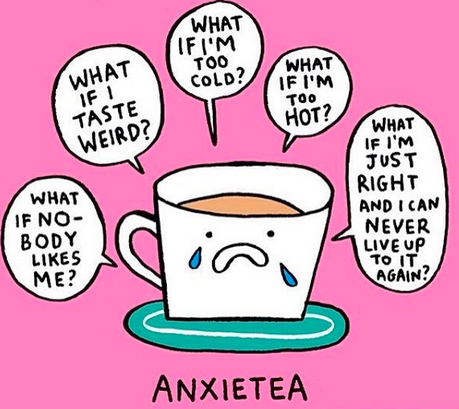 WHAT
IF NO-
BODY
LIKES
ME?
WHAT
IF I
TASTE
WEIRD?
WHAT
IF I'M
TOO
COLD?
WHAT
IF I'M
TOO
HOT?
WHAT
IF I'M
JUST
RIGHT
AND I CAN
NEVER
LIVE UP
TO IT
AGAIN?
ANXIETEA